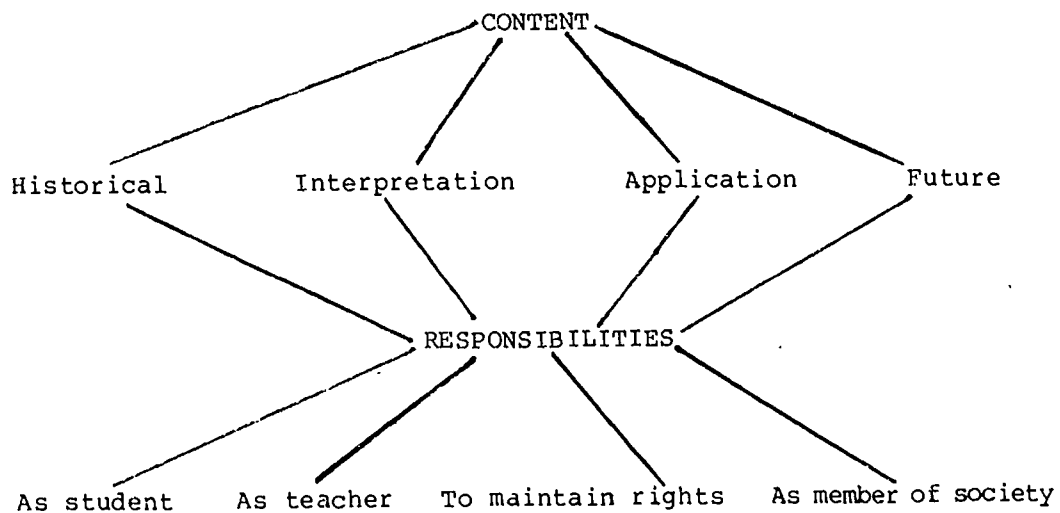 CONTENT
Historical Interpretation Application Future
RESPONSIBILITIES
As student As teacher To maintain rights As member of society